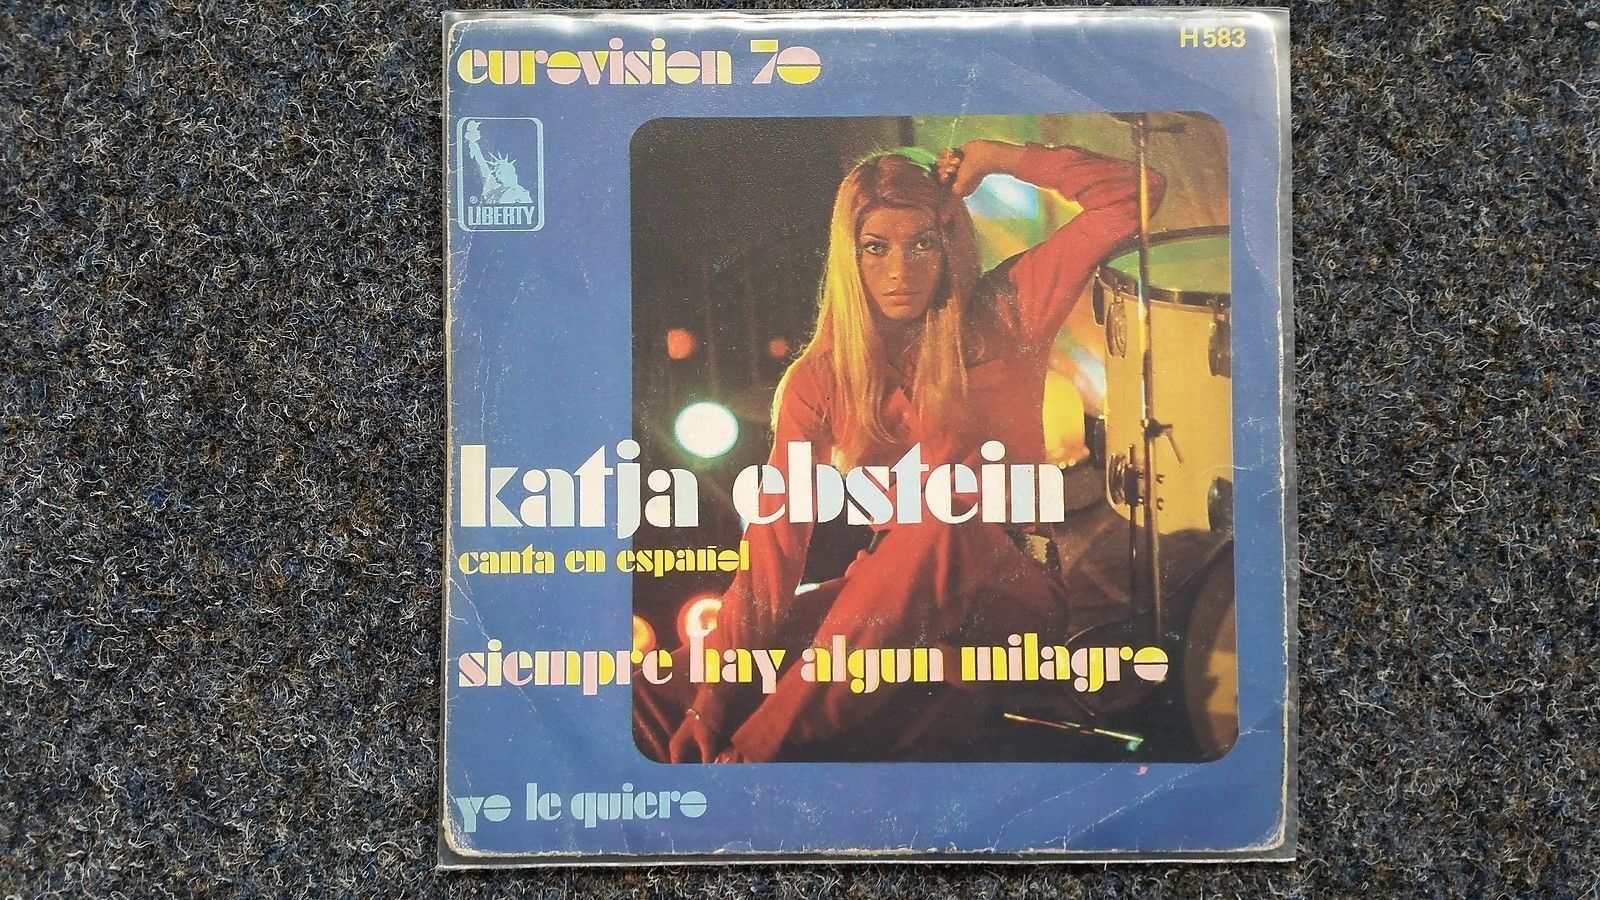 eurovision 70
H 583
® LIBERTY
katja ebstein
canta en español
siempre hay algun milagro
yo le quiero